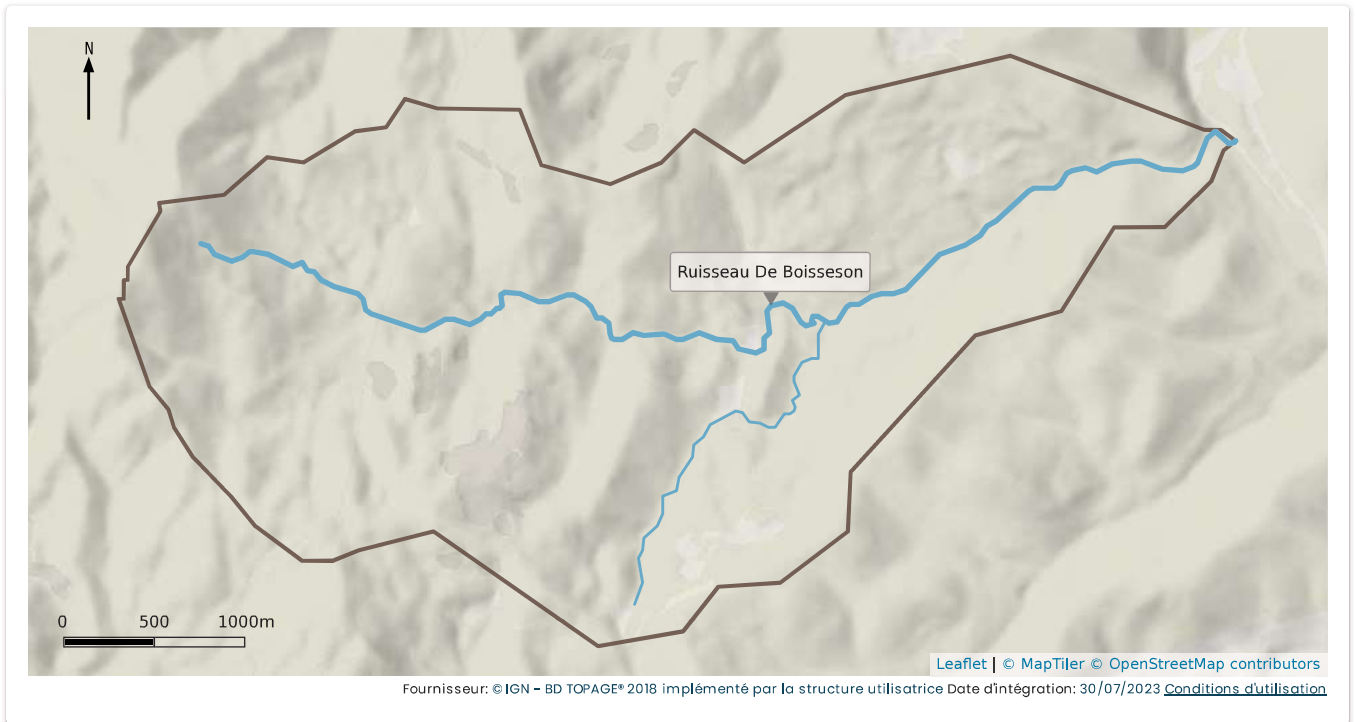 N
Ruisseau De Boisseson
0 500 1000m
Leaflet | © MapTiler © OpenStreetMap contributors
Fournisseur: © IGN - BD TOPAGE® 2018 implémenté par la structure utilisatrice Date d'intégration: 30/07/2023 Conditions d'utilisation